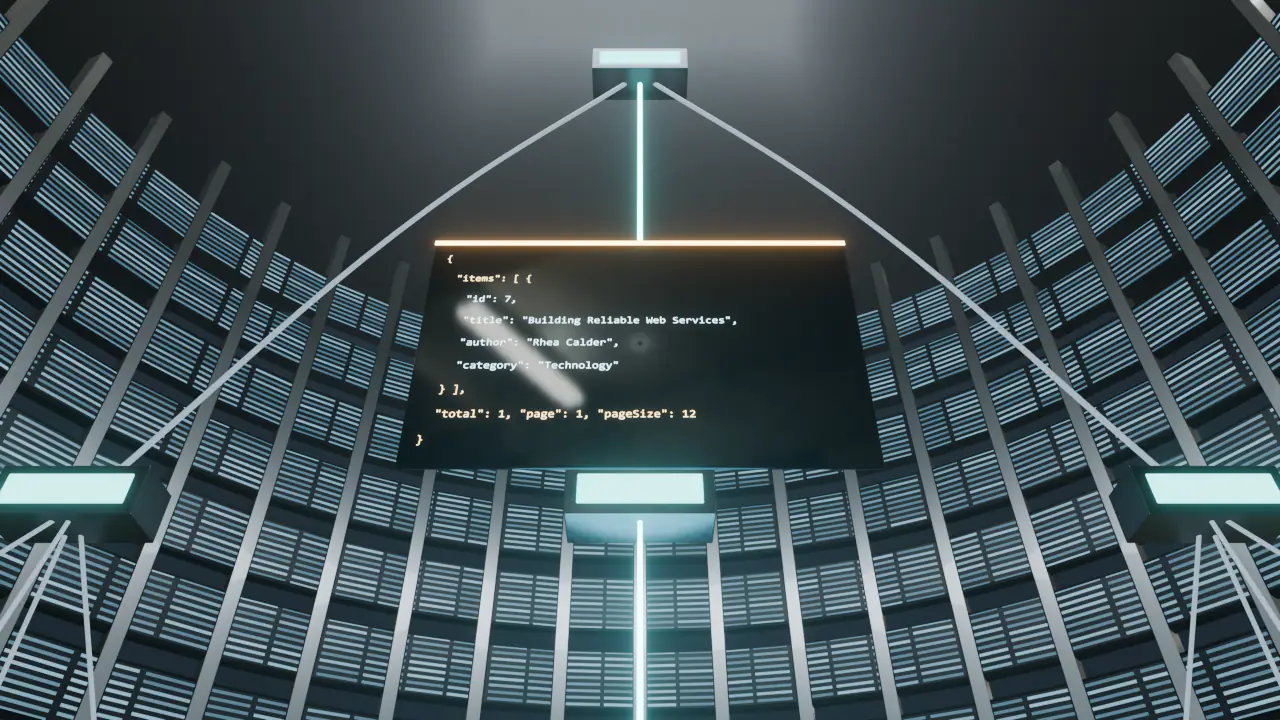 {
"items": [ {
"id": 7,
"title": "Building Reliable Web Services",
"author": "Rhea Calder",
"category": "Technology"
} ],
"total": 1, "page": 1, "pageSize": 12
}